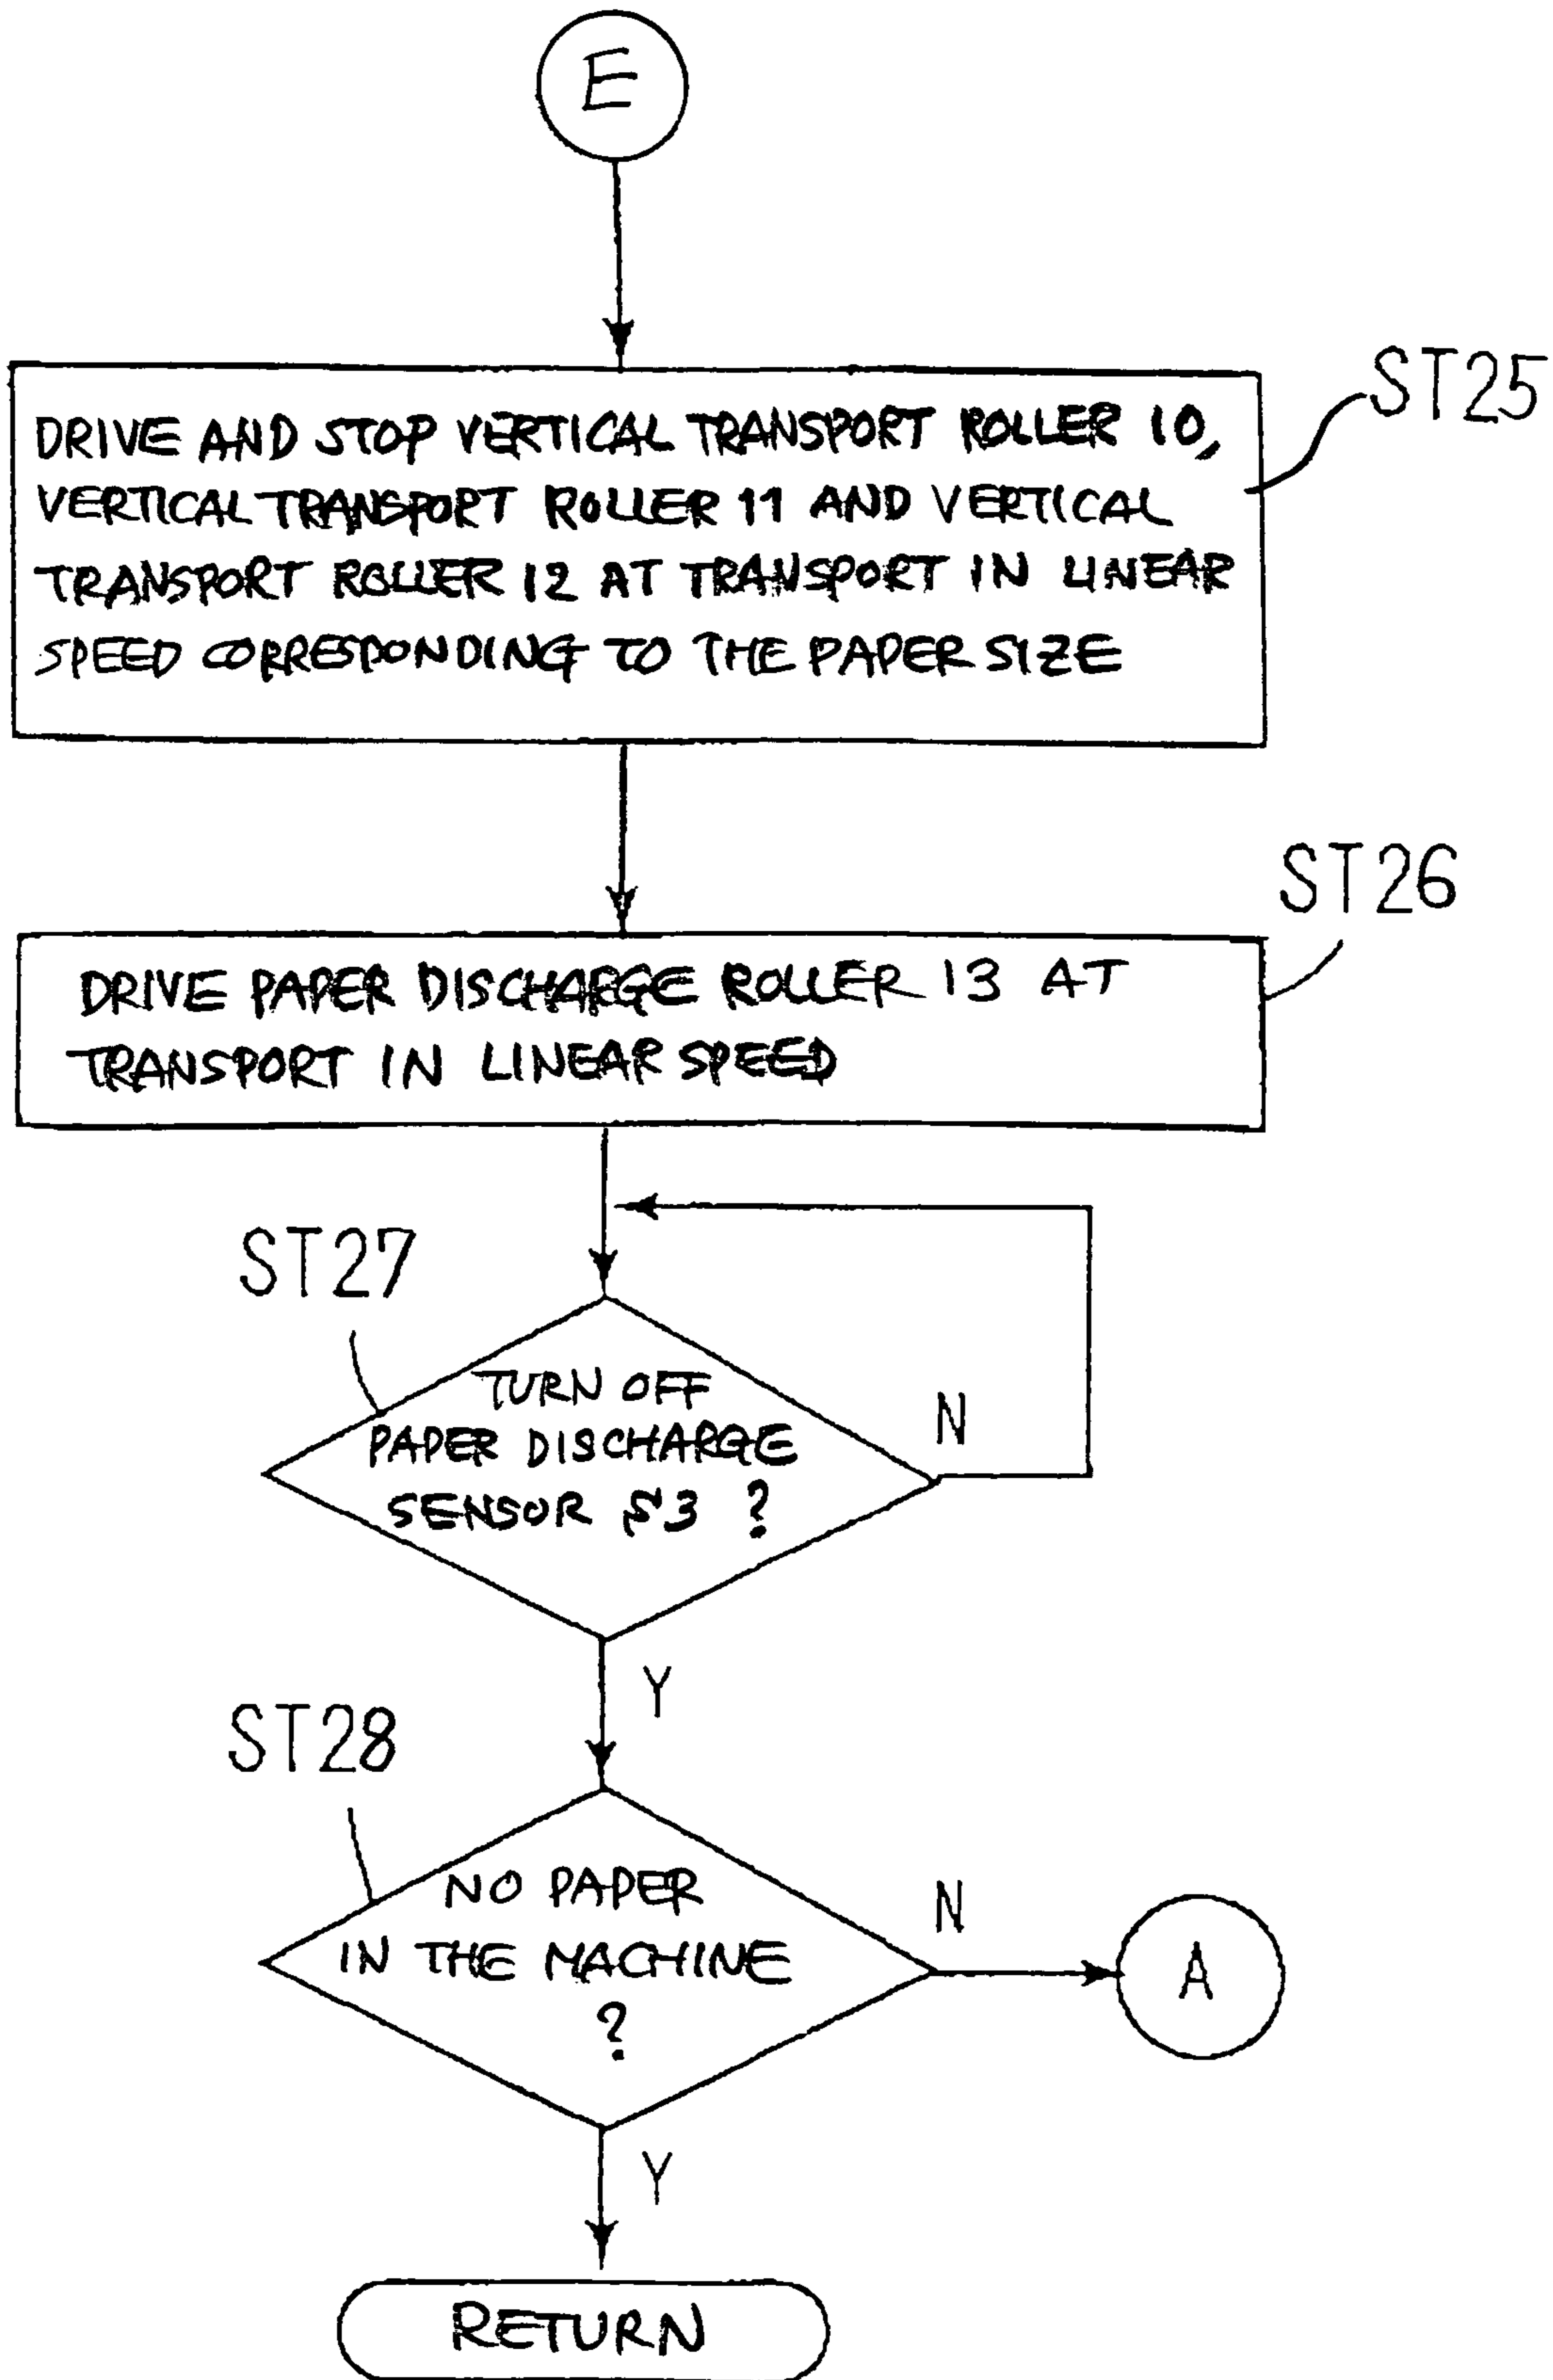 E
DRIVE AND STOP VERTICAL TRANSPORT ROLLER 10,
VERTICAL TRANSPORT ROLLER 11 AND VERTICAL
TRANSPORT ROLLER 12 AT TRANSPORT IN LINEAR
SPEED CORRESPONDING TO THE PAPER SIZE
ST25
DRIVE PAPER DISCHARGE ROLLER 13 AT
TRANSPORT IN LINEAR SPEED
ST26
ST27
TURN OFF
PAPER DISCHARGE
SENSOR S3 ?
N
Y
ST28
NO PAPER
IN THE MACHINE
?
N
A
Y
RETURN